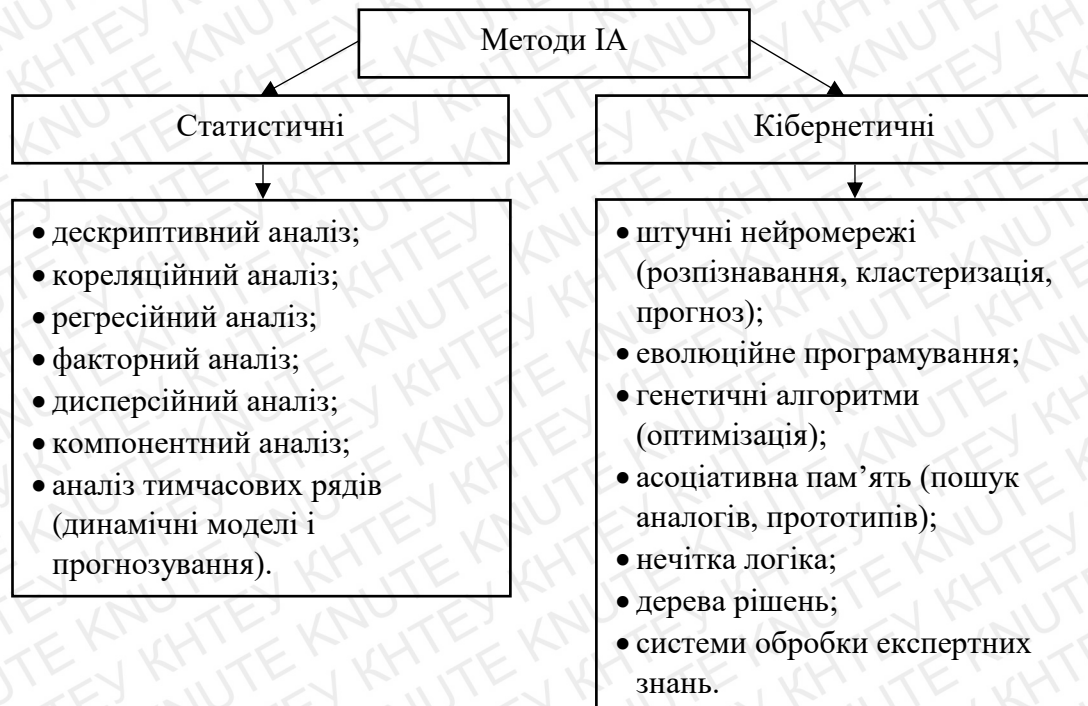 Методи ІА
Статистичні
Кібернетичні
• дескриптивний аналіз;
• кореляційний аналіз;
• регресійний аналіз;
• факторний аналіз;
• дисперсійний аналіз;
• компонентний аналіз;
• аналіз тимчасових рядів
(динамічні моделі і
прогнозування).
• штучні нейромережі
(розпізнавання, кластеризація,
прогноз);
• еволюційне програмування;
• генетичні алгоритми
(оптимізація);
• асоціативна пам’ять (пошук
аналогів, прототипів);
• нечітка логіка;
• дерева рішень;
• системи обробки експертних
знань.